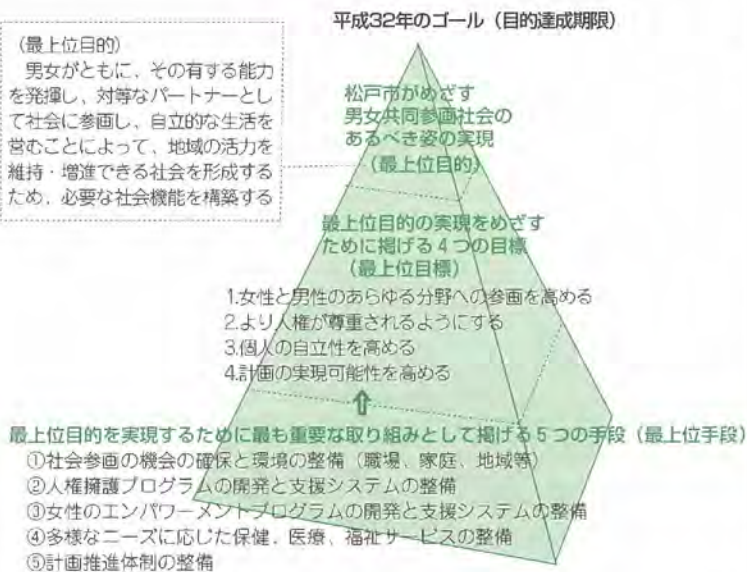 平成32年のゴール（目的達成期限）
（最上位目的）
男女がともに、その有する能力
を発揮し、対等なパートナーとし
て社会に参画し、自立的な生活を
営むことによって、地域の活力を
維持・増進できる社会を形成する
ため、必要な社会機能を構築する
松戸市がめざす
男女共同参画社会の
あるべき姿の実現
（最上位目的）
最上位目的の実現をめざす
ために掲げる４つの目標
（最上位目標）
1.女性と男性のあらゆる分野への参画を高める
2.より人権が尊重されるようにする
3.個人の自立性を高める
4.計画の実現可能性を高める
⇧
最上位目的を実現するために最も重要な取り組みとして掲げる５つの手段（最上位手段）
①社会参画の機会の確保と環境の整備（職場、家庭、地域等）
②人権擁護プログラムの開発と支援システムの整備
③女性のエンパワーメントプログラムの開発と支援システムの整備
④多様なニーズに応じた保健、医療、福祉サービスの整備
⑤計画推進体制の整備